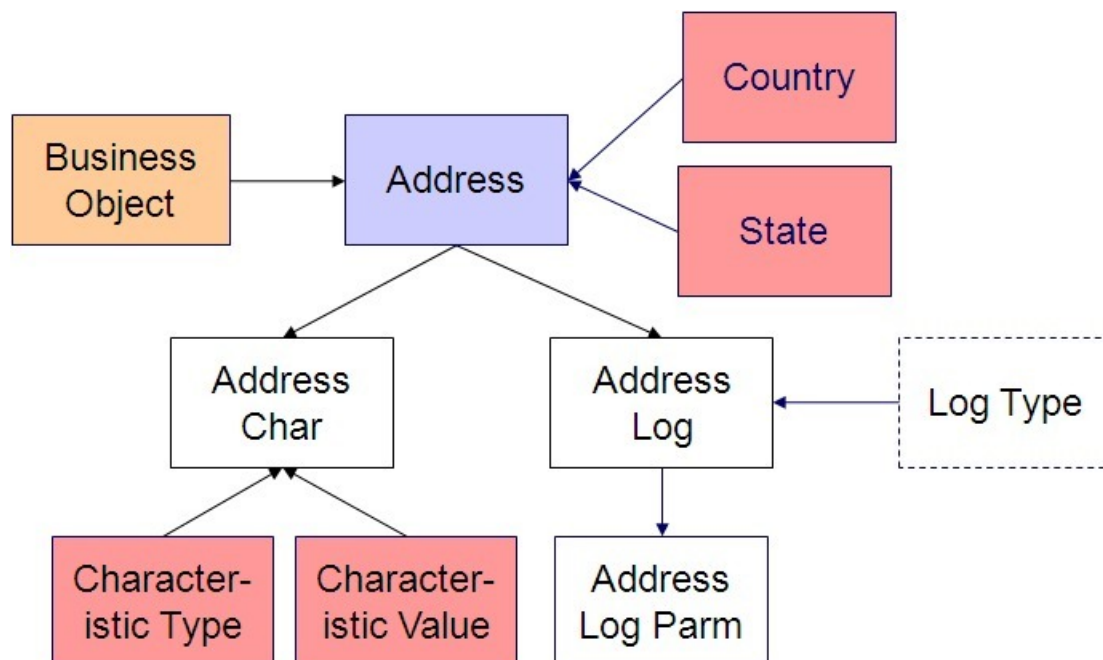 Country
Business
Object
Address
State
Address
Char
Address
Log
Log Type
Character-
istic Type
Character-
istic Value
Address
Log Parm